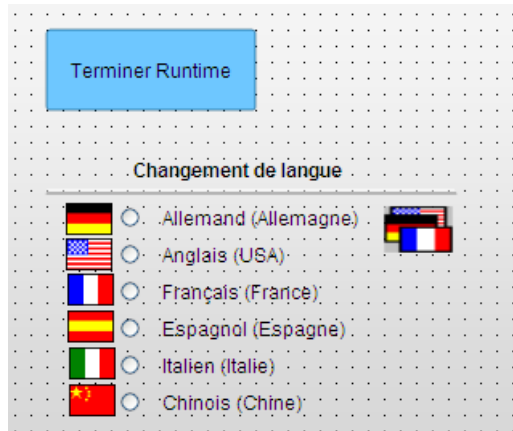 Terminer Runtime
Changement de langue
Allemand (Allemagne)
Anglais (USA)
Français (France)
Espagnol (Espagne)
Italien (Italie)
Chinois (Chine)